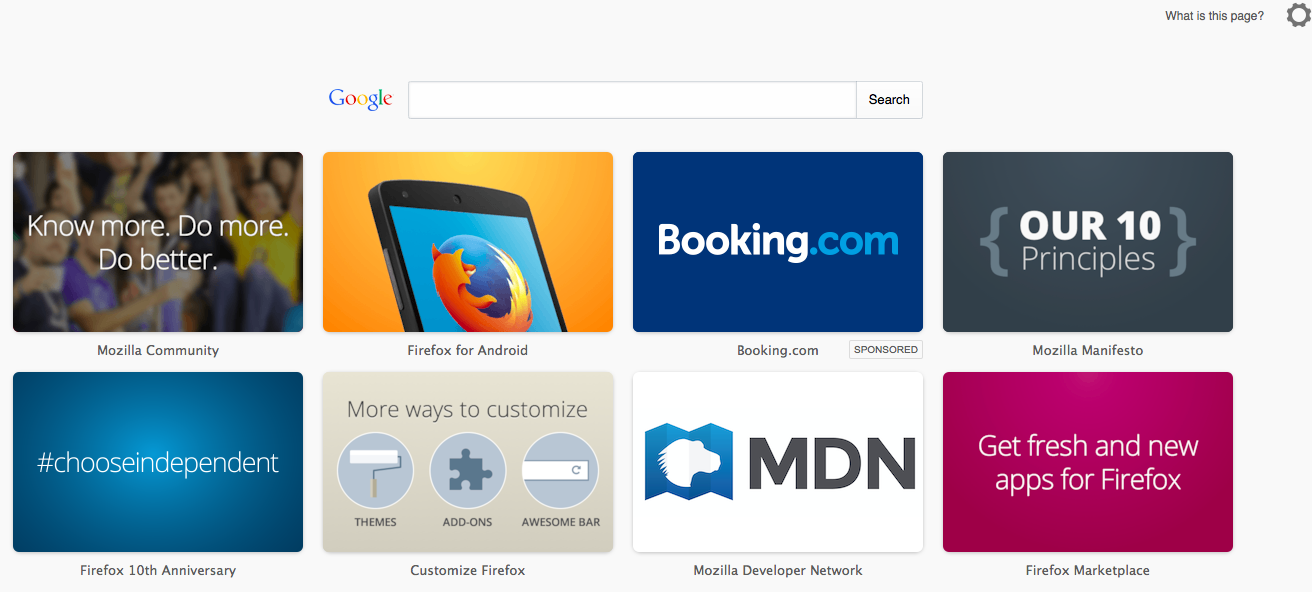 What is this page?
Google
Search
Know more. Do more.
Do better.
Mozilla Community
Firefox for Android
Booking.com
Booking.com
SPONSORED
{ OUR 10
Principles }
Mozilla Manifesto
#chooseindependent
Firefox 10th Anniversary
More ways to customize
THEMES
ADD-ONS
AWESOME BAR
Customize Firefox
MDN
Mozilla Developer Network
Get fresh and new
apps for Firefox
Firefox Marketplace